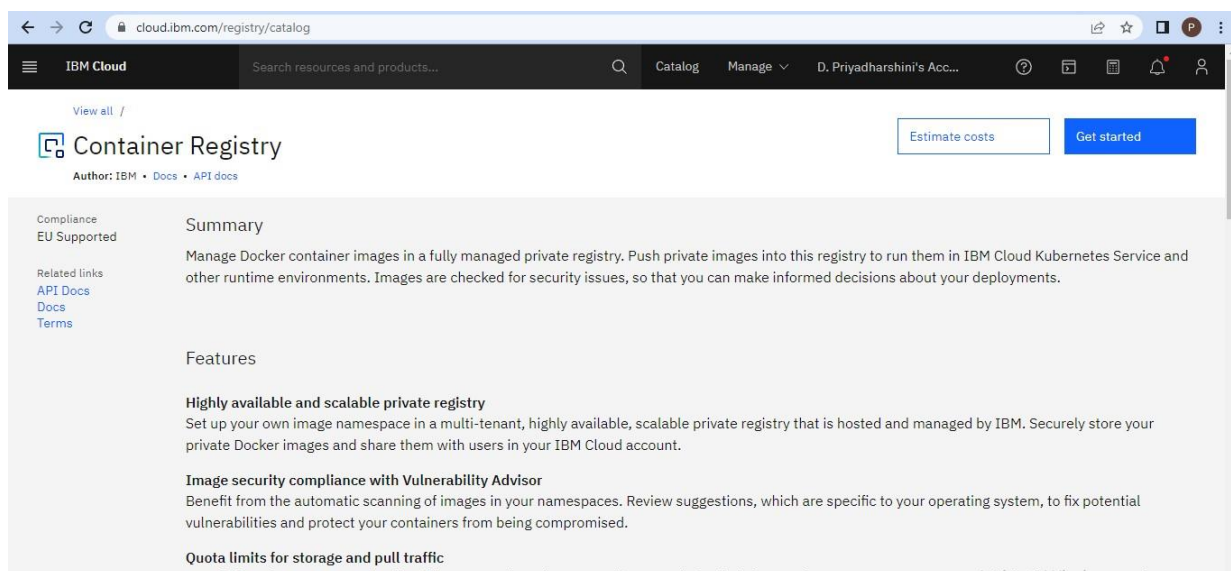 cloud.ibm.com/registry/catalog
P
IBM Cloud
Search resources and products...
Catalog
Manage
D. Priyadharshini's Acc...
View all /
Container Registry
Estimate costs
Get started
Author: IBM • Docs • API docs
Compliance
EU Supported
Related links
API Docs
Docs
Terms
Summary
Manage Docker container images in a fully managed private registry. Push private images into this registry to run them in IBM Cloud Kubernetes Service and
other runtime environments. Images are checked for security issues, so that you can make informed decisions about your deployments.
Features
Highly available and scalable private registry
Set up your own image namespace in a multi-tenant, highly available, scalable private registry that is hosted and managed by IBM. Securely store your
private Docker images and share them with users in your IBM Cloud account.
Image security compliance with Vulnerability Advisor
Benefit from the automatic scanning of images in your namespaces. Review suggestions, which are specific to your operating system, to fix potential
vulnerabilities and protect your containers from being compromised.
Quota limits for storage and pull traffic